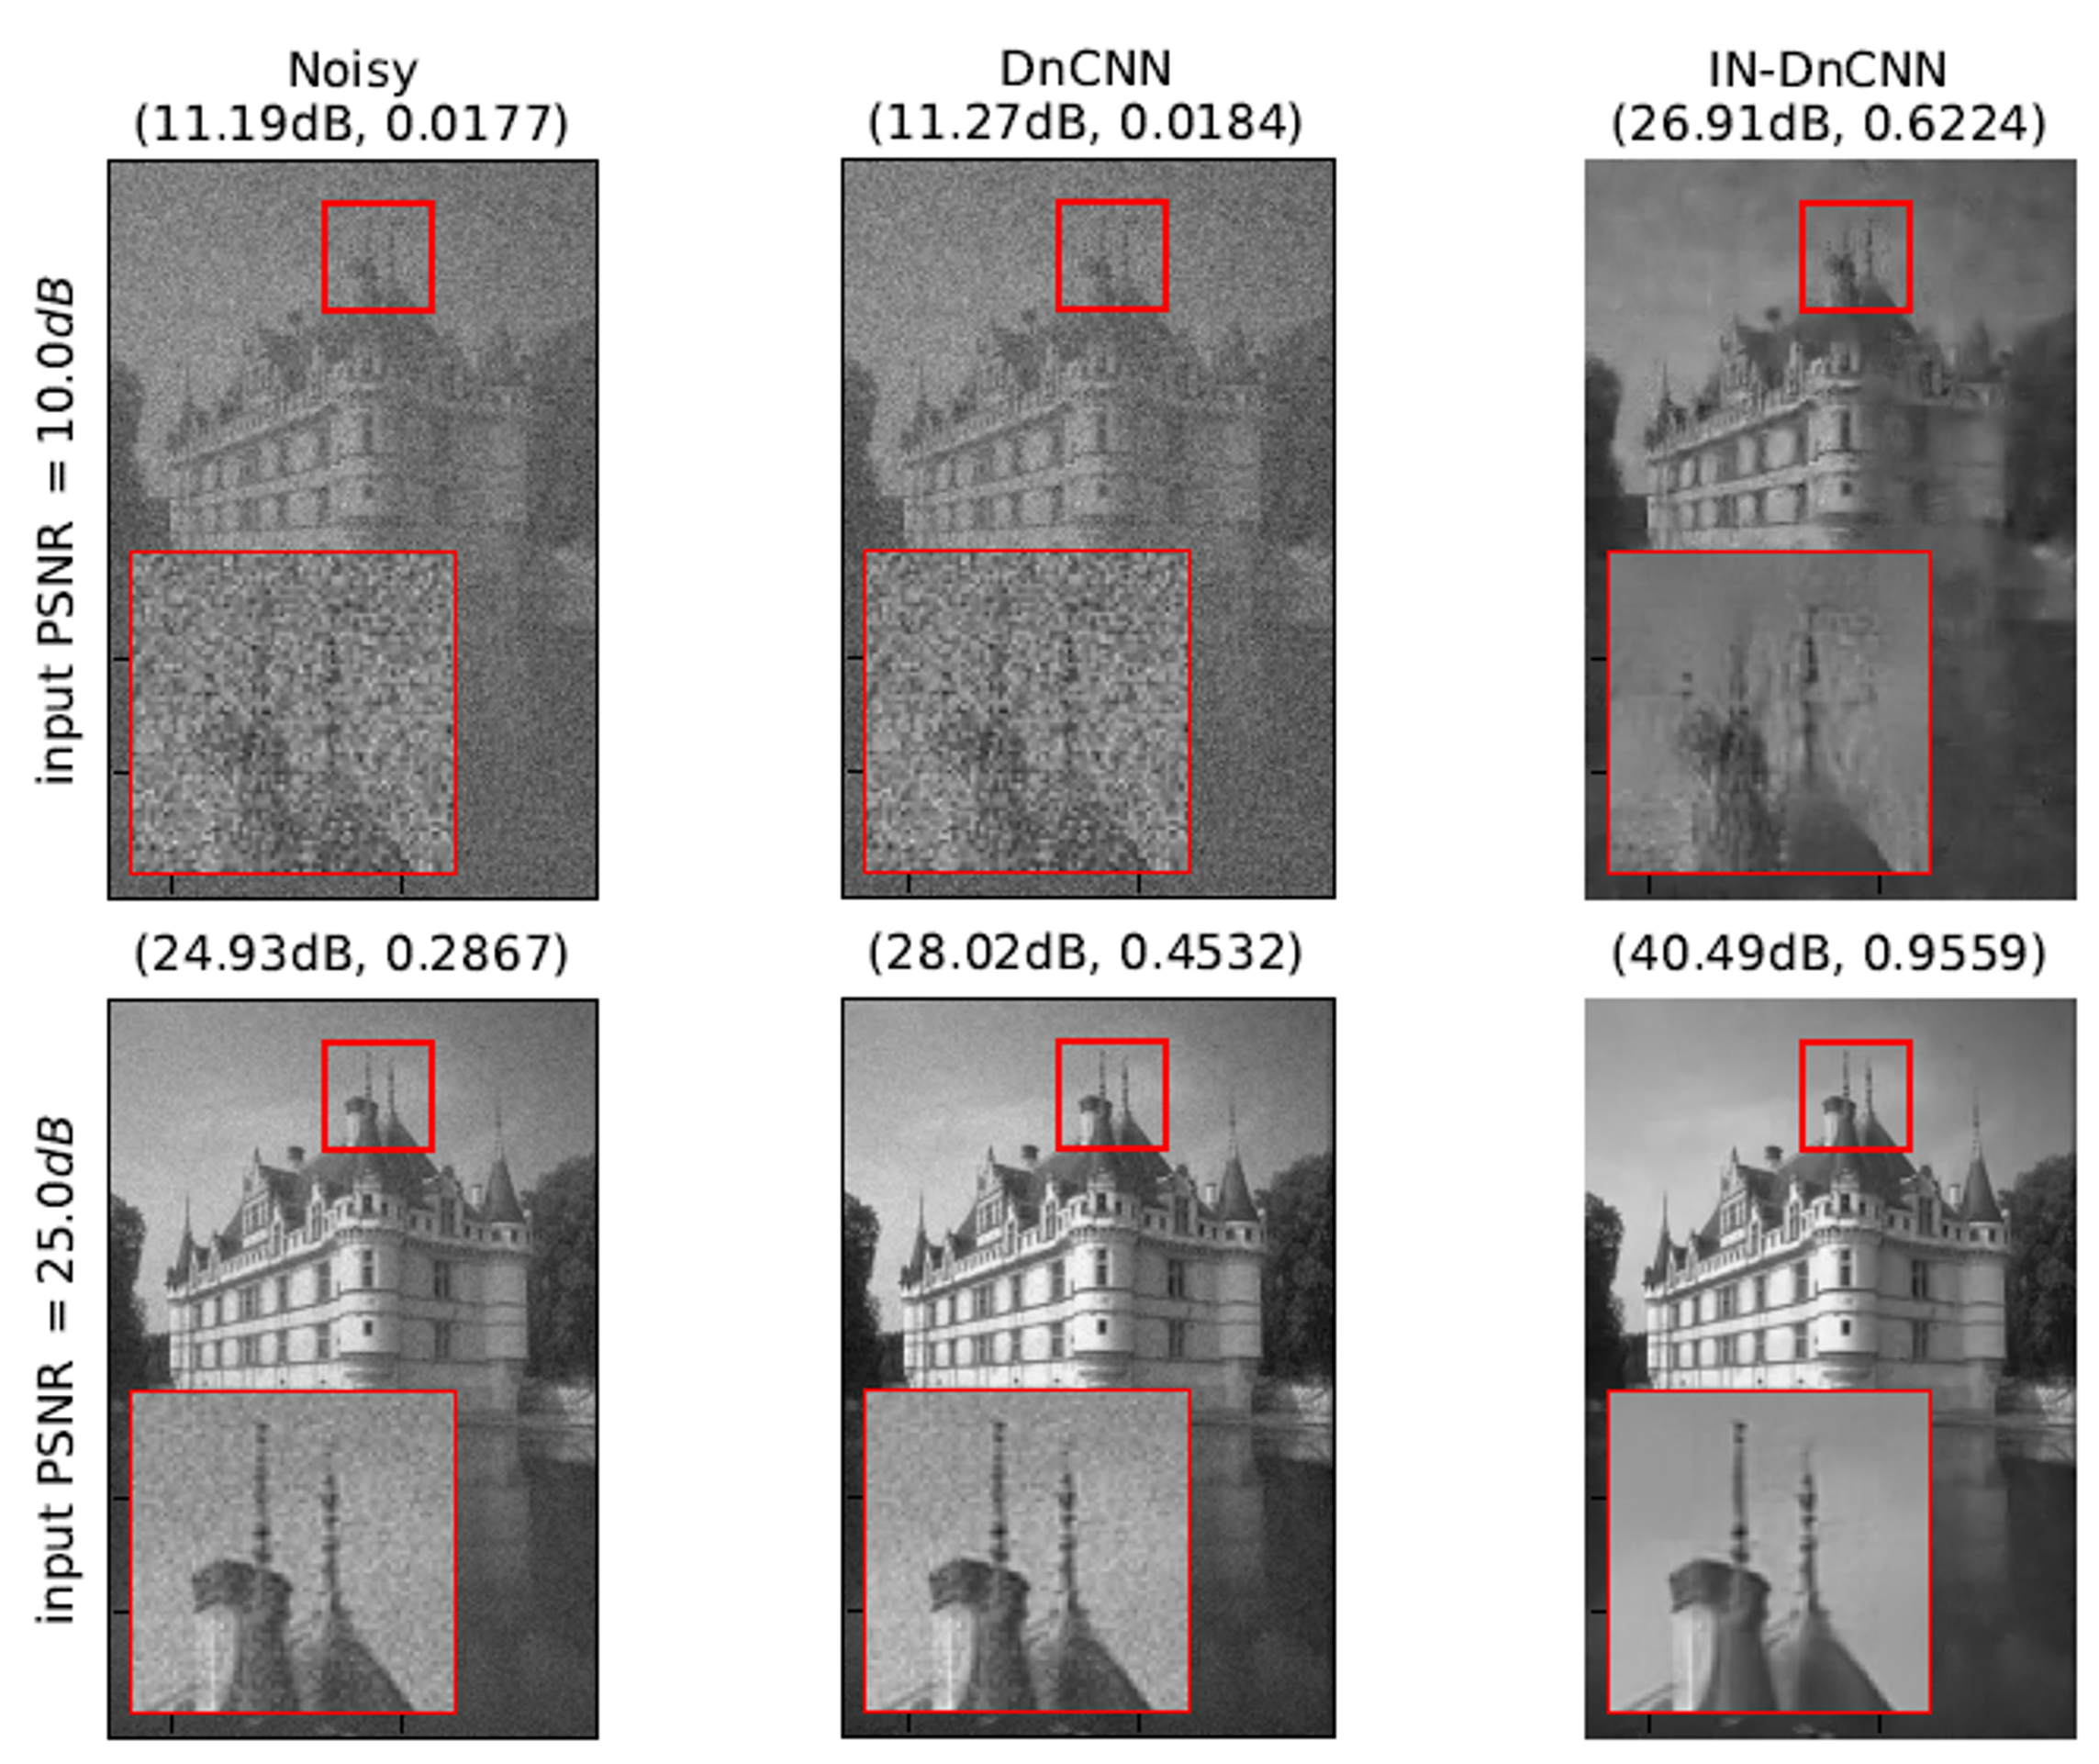 Noisy
(11.19dB, 0.0177)
DnCNN
(11.27dB, 0.0184)
IN-DnCNN
(26.91dB, 0.6224)
input PSNR = 10.0dB
(24.93dB, 0.2867)
(28.02dB, 0.4532)
(40.49dB, 0.9559)
input PSNR = 25.0dB